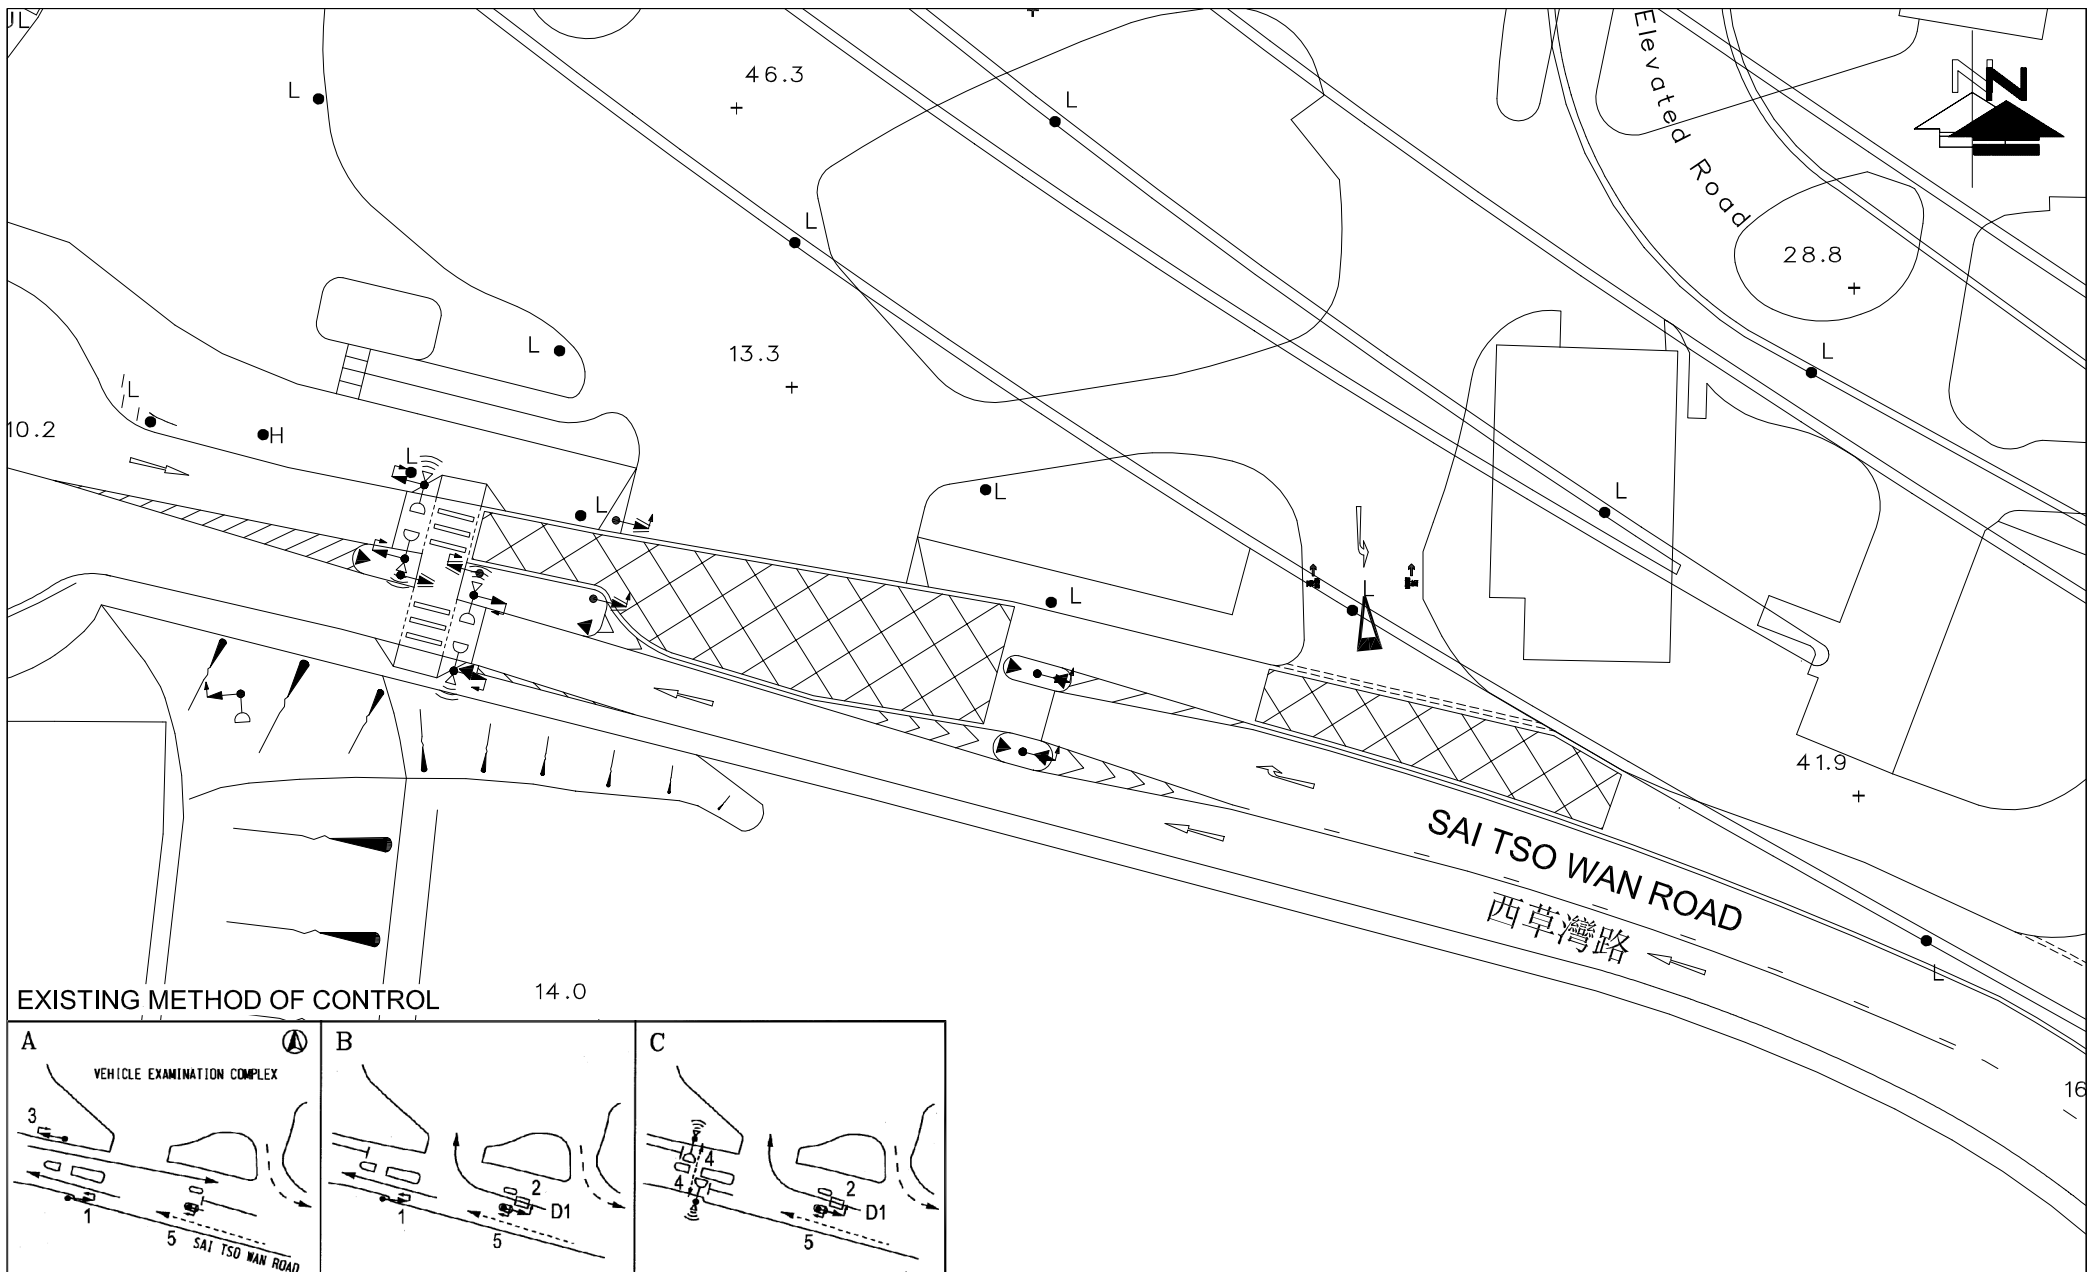 JL
46.3
L
L
Elevated Road
N
L
28.8
L
13.3
L
L
10.2
H
L
L
L
L
L
L
41.9
SAI TSO WAN ROAD
西草灣路
L
14.0
16
EXISTING METHOD OF CONTROL
A
VEHICLE EXAMINATION COMPLEX
3
1
5
SAI TSO WAN ROAD
B
2
D1
1
5
C
4
4
2
D1
5